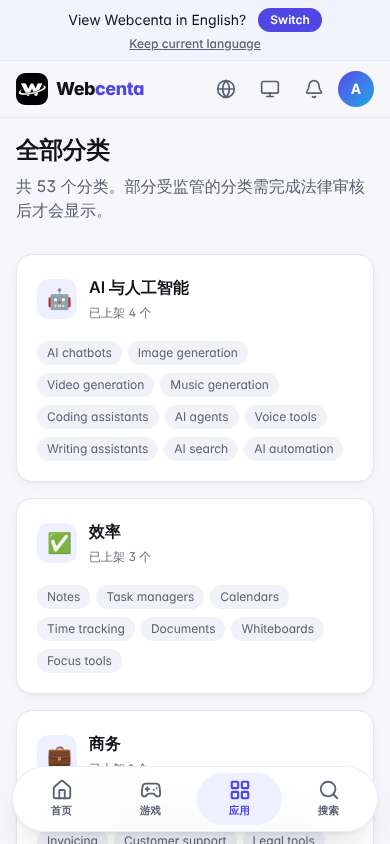 View Webcenta in English? Switch
Keep current language
Webcenta A
全部分类
共 53 个分类。部分受监管的分类需完成法律审核
后才会显示。
AI 与人工智能
已上架 4 个
AI chatbots Image generation
Video generation Music generation
Coding assistants AI agents Voice tools
Writing assistants AI search AI automation
效率
已上架 3 个
Notes Task managers Calendars
Time tracking Documents Whiteboards
Focus tools
商务
首页 游戏 应用 搜索
Invoicing Customer support Legal tools